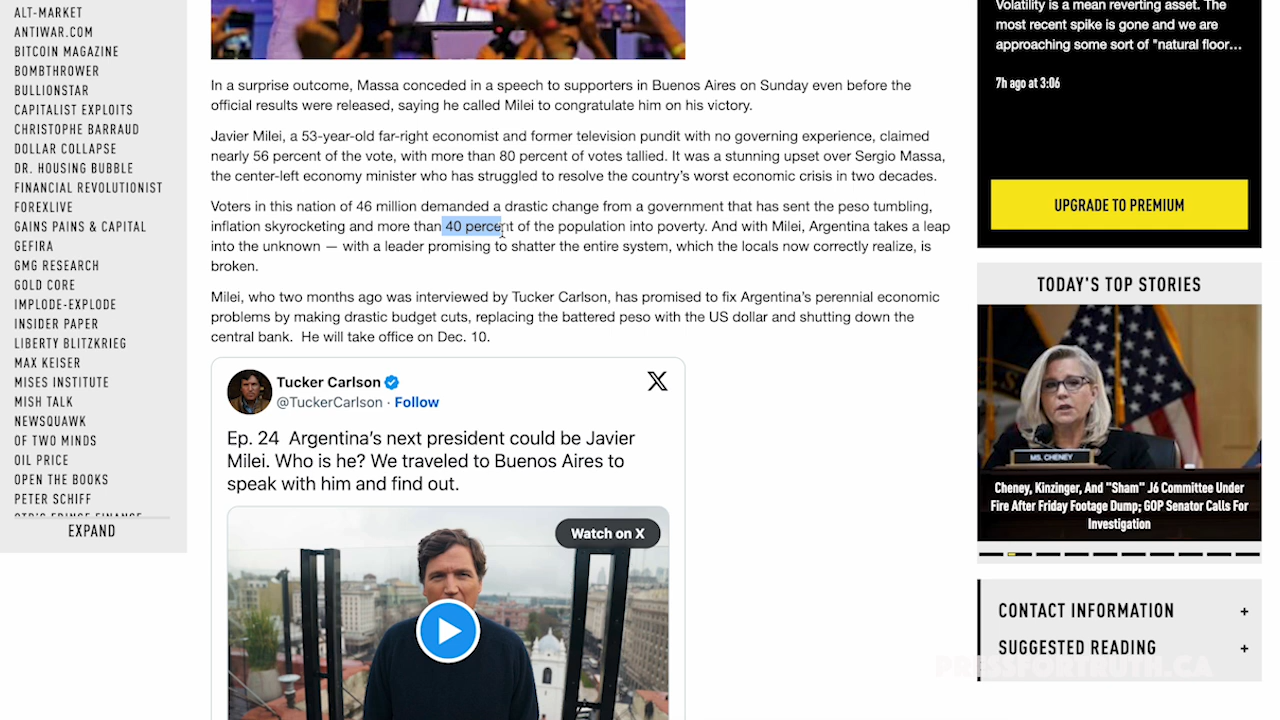 ALT-MARKET
ANTIWAR.COM
BITCOIN MAGAZINE
BOMBTHROWER
BULLIONSTAR
CAPITALIST EXPLOITS
CHRISTOPHE BARRAUD
DOLLAR COLLAPSE
DR. HOUSING BUBBLE
FINANCIAL REVOLUTIONIST
FOREXLIVE
GAINS PAINS & CAPITAL
GEFIRA
GMG RESEARCH
GOLD CORE
IMPLODE-EXPLODE
INSIDER PAPER
LIBERTY BLITZKRIEG
MAX KEISER
MISES INSTITUTE
MISH TALK
NEWSQUAWK
OF TWO MINDS
OIL PRICE
OPEN THE BOOKS
PETER SCHIFF
EXPAND
In a surprise outcome, Massa conceded in a speech to supporters in Buenos Aires on Sunday even before the
official results were released, saying he called Milei to congratulate him on his victory.
Javier Milei, a 53-year-old far-right economist and former television pundit with no governing experience, claimed
nearly 56 percent of the vote, with more than 80 percent of votes tallied. It was a stunning upset over Sergio Massa,
the center-left economy minister who has struggled to resolve the country's worst economic crisis in two decades.
Voters in this nation of 46 million demanded a drastic change from a government that has sent the peso tumbling,
inflation skyrocketing and more than 40 percent of the population into poverty. And with Milei, Argentina takes a leap
into the unknown — with a leader promising to shatter the entire system, which the locals now correctly realize, is
broken.
Milei, who two months ago was interviewed by Tucker Carlson, has promised to fix Argentina's perennial economic
problems by making drastic budget cuts, replacing the battered peso with the US dollar and shutting down the
central bank. He will take office on Dec. 10.
Tucker Carlson
@TuckerCarlson · Follow
Ep. 24 Argentina's next president could be Javier
Milei. Who is he? We traveled to Buenos Aires to
speak with him and find out.
Watch on X
Volatility is a mean reverting asset. The
most recent spike is gone and we are
approaching some sort of "natural floor...
7h ago at 3:06
UPGRADE TO PREMIUM
TODAY'S TOP STORIES
MS. CHENEY
Cheney, Kinzinger, And "Sham" J6 Committee Under
Fire After Friday Footage Dump; GOP Senator Calls For
Investigation
CONTACT INFORMATION +
SUGGESTED READING +
PRESSFORTRUTH.CA